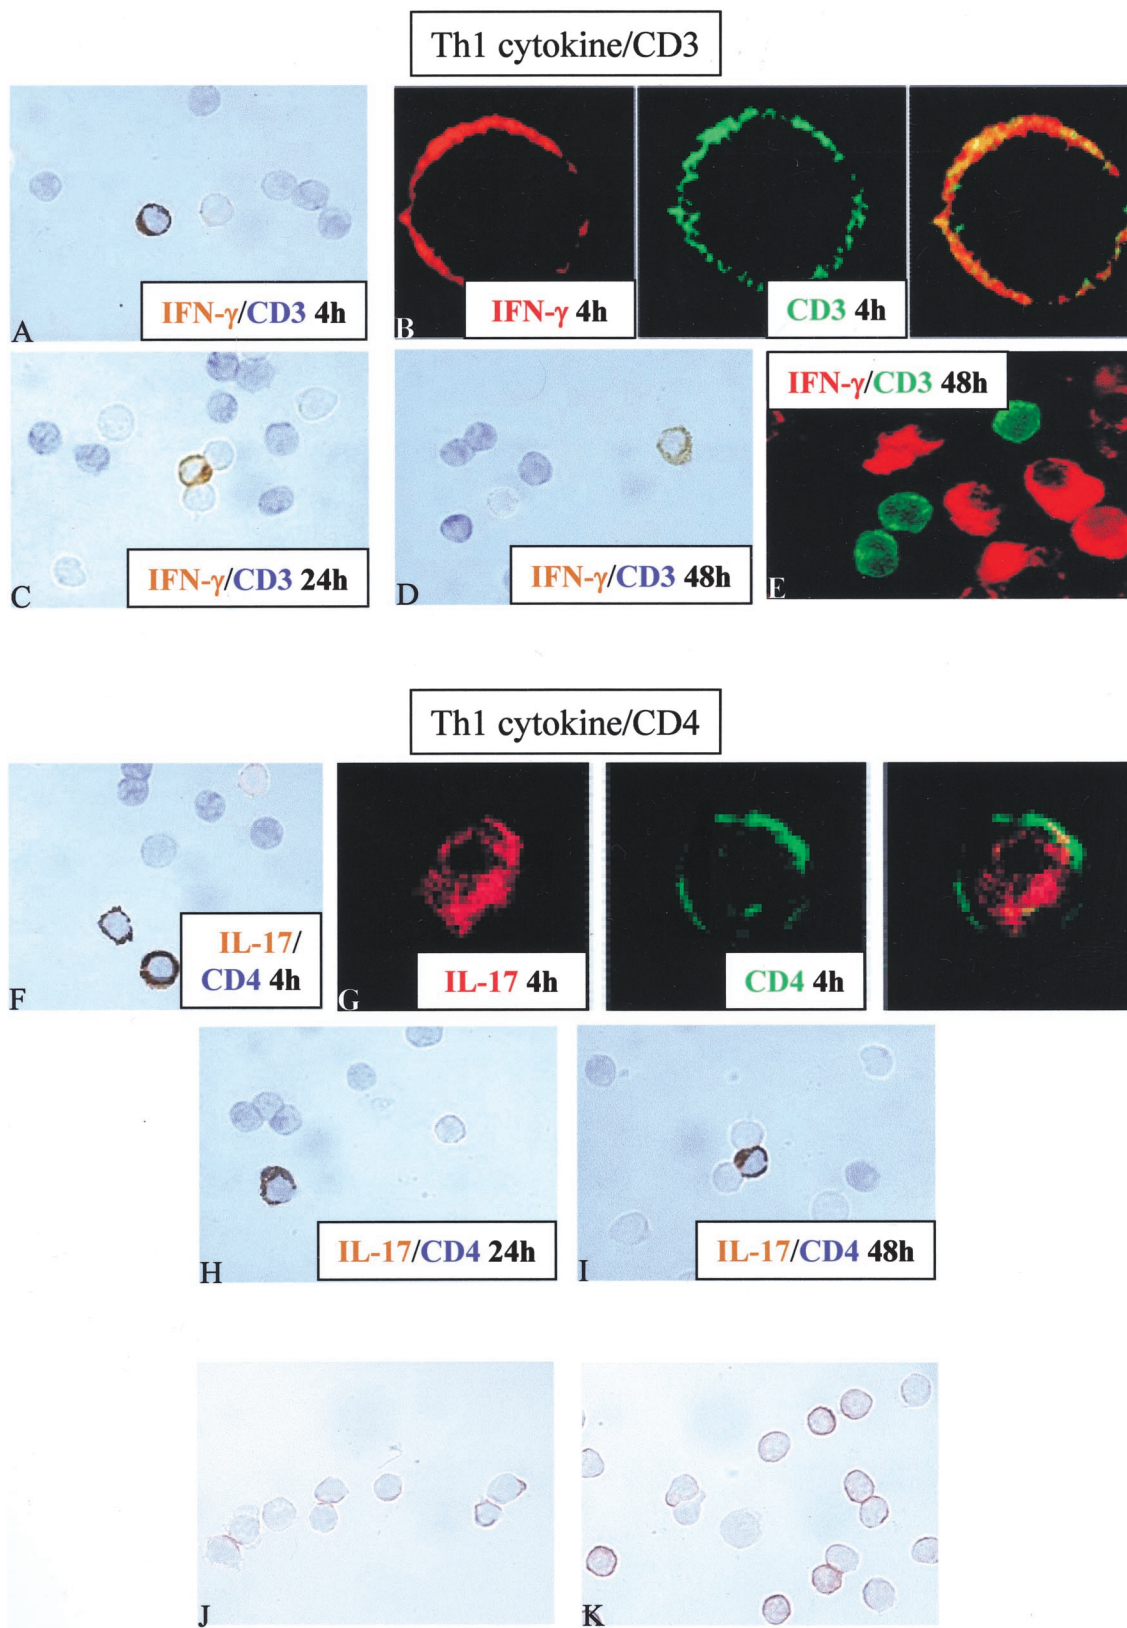 Th1 cytokine/CD3
IFN-γ/CD3 4h
A
IFN-γ 4h
CD3 4h
B
IFN-γ/CD3 24h
C
IFN-γ/CD3 48h
D
IFN-γ/CD3 48h
E
Th1 cytokine/CD4
IL-17/
CD4 4h
F
IL-17 4h
CD4 4h
G
IL-17/CD4 24h
H
IL-17/CD4 48h
I
J
K